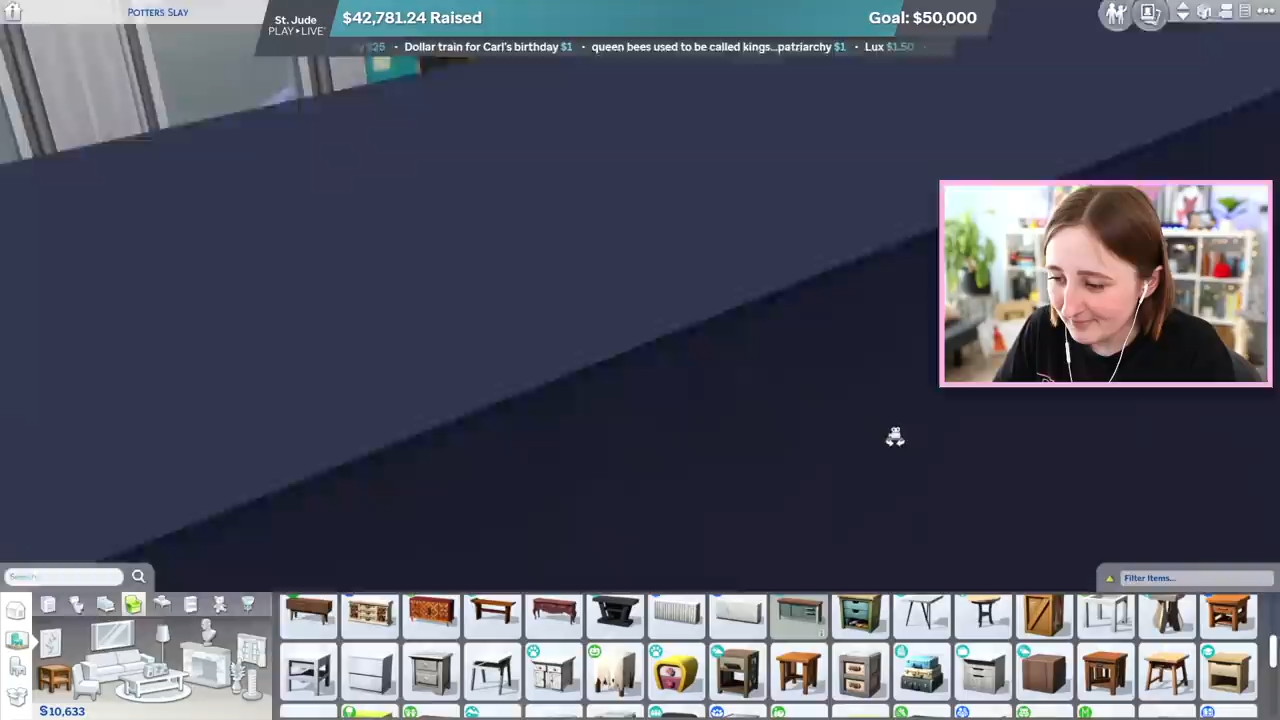 POTTERS SLAY
St. Jude
PLAY LIVE
$42,781.24 Raised
Goal: $50,000
25 · Dollar train for Carl's birthday $1 · queen bees used to be called kings...patriarchy $1 · Lux $1.50
Search...
Filter Items...
§10,633